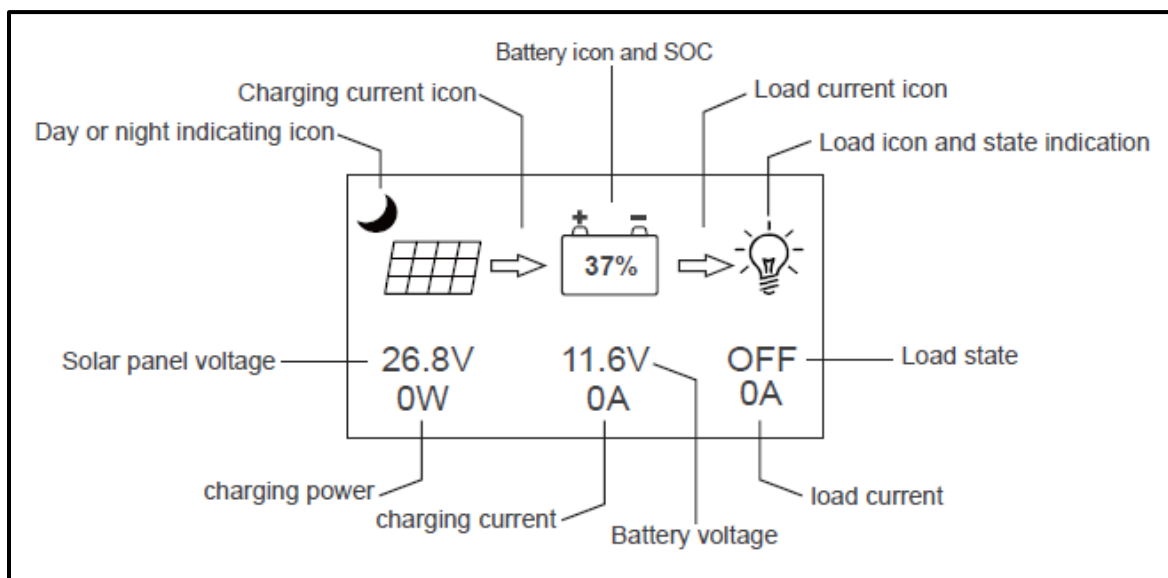 Battery icon and SOC
Charging current icon
Load current icon
Day or night indicating icon
Load icon and state indication
+ −
37%
Solar panel voltage
26.8V
11.6V
OFF
Load state
0W
0A
0A
charging power
charging current
Battery voltage
load current